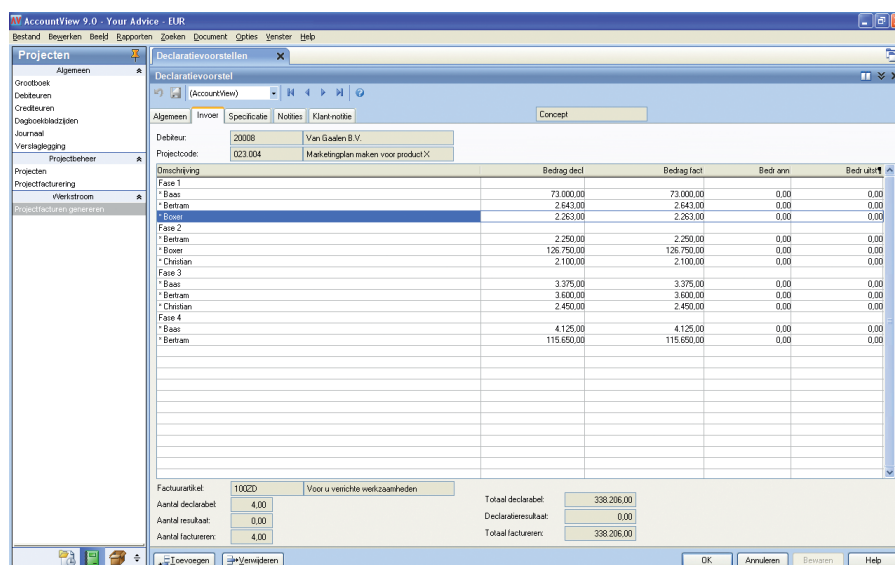 AccountView 9.0 - Your Advice - EUR
Bestand Bewerken Beeld Rapporten Zoeken Document Opties Venster Help
Projecten
Algemeen
Grootboek
Debiteuren
Crediteuren
Dagboekbladzijden
Journaal
Verslaglegging
Projectbeheer
Projecten
Projectfacturering
Werkstroom
Projectfacturen genereren
Declaratievoorstellen
Declaratievoorstel
(AccountView)
Algemeen Invoer Specificatie Notities Klant-notitie Concept
Debiteur: 20008 Van Gaalen B.V.
Projectcode: 023.004 Marketingplan maken voor product X
Omschrijving Bedrag decl Bedrag fact Bedr ann Bedr uitst¶
Fase 1
* Baas 73.000,00 73.000,00 0,00 0,00
* Bertram 2.643,00 2.643,00 0,00 0,00
* Boxer 2.263,00 2.263,00 0,00 0,00
Fase 2
* Bertram 2.250,00 2.250,00 0,00 0,00
* Boxer 126.750,00 126.750,00 0,00 0,00
* Christian 2.100,00 2.100,00 0,00 0,00
Fase 3
* Baas 3.375,00 3.375,00 0,00 0,00
* Bertram 3.600,00 3.600,00 0,00 0,00
* Christian 2.450,00 2.450,00 0,00 0,00
Fase 4
* Baas 4.125,00 4.125,00 0,00 0,00
* Bertram 115.650,00 115.650,00 0,00 0,00
Factuurartikel: 100ZD Voor u verrichte werkzaamheden
Aantal declarabel: 4,00 Totaal declarabel: 338.206,00
Aantal resultaat: 0,00 Declaratieresultaat: 0,00
Aantal factureren: 4,00 Totaal factureren: 338.206,00
Toevoegen Verwijderen OK Annuleren Bewaren Help